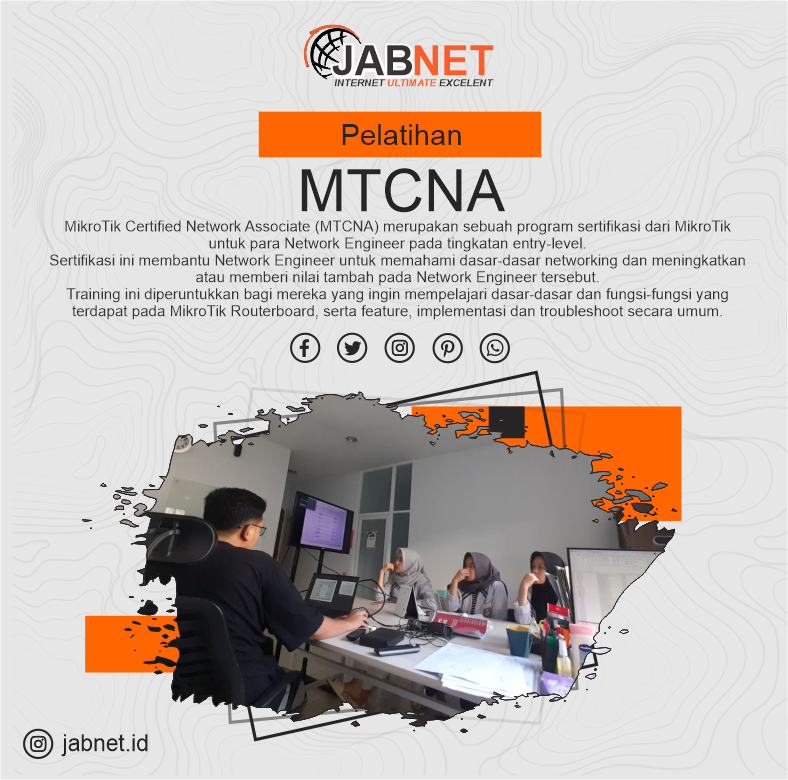 JABNET
INTERNET ULTIMATE EXCELENT
Pelatihan
MTCNA
MikroTik Certified Network Associate (MTCNA) merupakan sebuah program sertifikasi dari MikroTik
untuk para Network Engineer pada tingkatan entry-level.
Sertifikasi ini membantu Network Engineer untuk memahami dasar-dasar networking dan meningkatkan
atau memberi nilai tambah pada Network Engineer tersebut.
Training ini diperuntukkan bagi mereka yang ingin mempelajari dasar-dasar dan fungsi-fungsi yang
terdapat pada MikroTik Routerboard, serta feature, implementasi dan troubleshoot secara umum.
jabnet.id